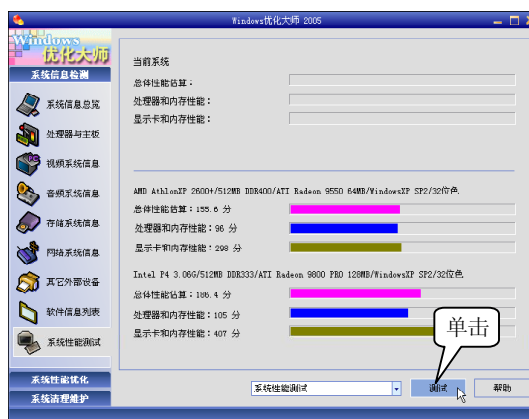 Windows优化大师 2005
Windows
优化大师
系统信息检测
系统信息总览
处理器与主板
视频系统信息
音频系统信息
存储系统信息
网络系统信息
其它外部设备
软件信息列表
系统性能测试
系统性能优化
系统清理维护
当前系统
总体性能估算：
处理器和内存性能：
显示卡和内存性能：
AMD AthlonXP 2600+/512MB DDR400/ATI Radeon 9550 64MB/WindowsXP SP2/32位色
总体性能估算：155.6 分
处理器和内存性能：96 分
显示卡和内存性能：298 分
Intel P4 3.06G/512MB DDR333/ATI Radeon 9800 PRO 128MB/WindowsXP SP2/32位色
总体性能估算：186.4 分
处理器和内存性能：105 分
显示卡和内存性能：407 分
单击
系统性能测试
测试
帮助